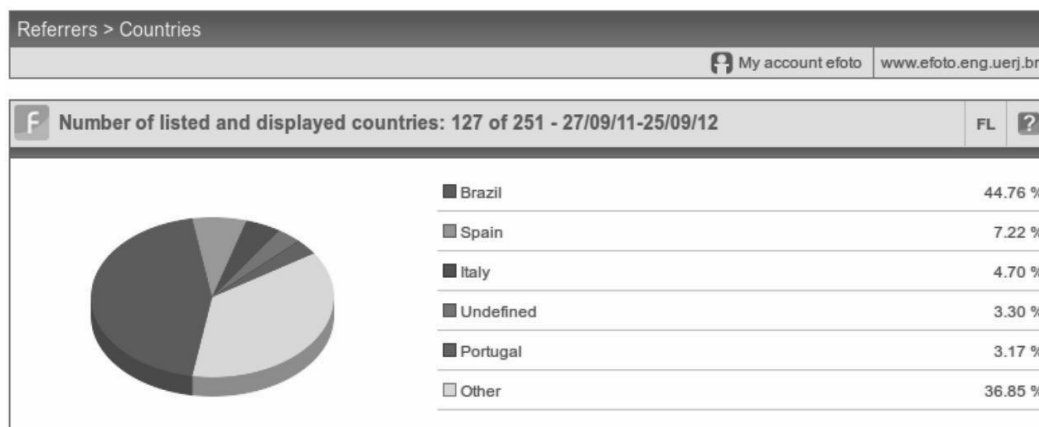 Referrers > Countries
My account efoto www.efoto.eng.uerj.br
F Number of listed and displayed countries: 127 of 251 - 27/09/11-25/09/12 FL ?
Brazil 44.76 %
Spain 7.22 %
Italy 4.70 %
Undefined 3.30 %
Portugal 3.17 %
Other 36.85 %